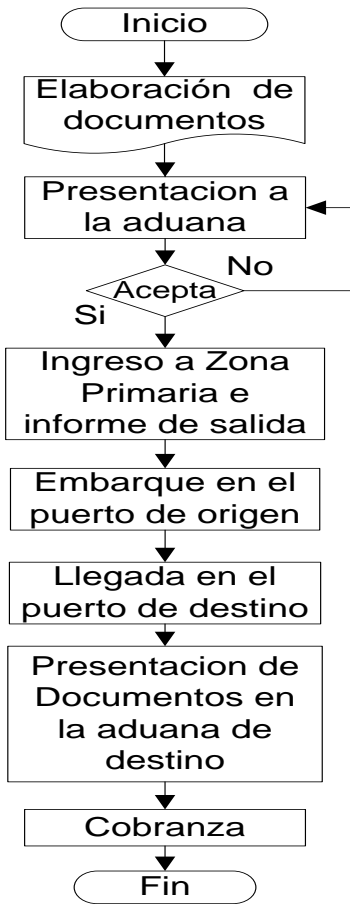 Inicio
Elaboración de
documentos
Presentacion a
la aduana
Acepta
No
Si
Ingreso a Zona
Primaria e
informe de salida
Embarque en el
puerto de origen
Llegada en el
puerto de destino
Presentacion de
Documentos en
la aduana de
destino
Cobranza
Fin